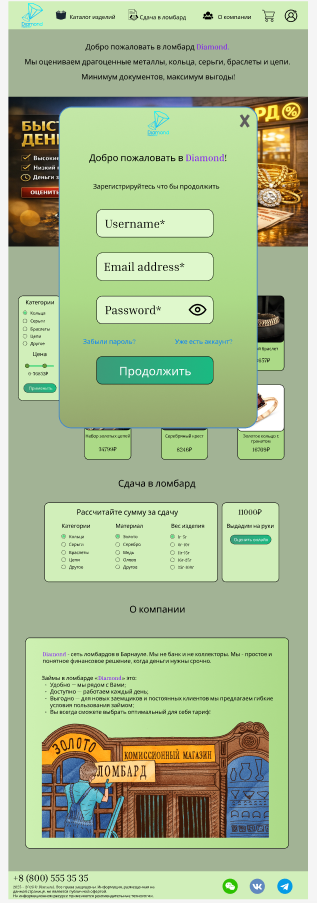 Diamond
Каталог изделий
Сдача в ломбард
О компании
Добро пожаловать в ломбард Diamond.
Мы оцениваем драгоценные металлы, кольца, серьги, браслеты и цепи.
Минимум документов, максимум выгоды!
Diamond
X
Добро пожаловать в Diamond!
Зарегистрируйтесь что бы продолжить
Username*
Email address*
Password*
Забыли пароль?
Уже есть аккаунт?
Продолжить
Категории
Кольца
Серьги
Браслеты
Цепи
Другое
Цена
Применить
Набор золотых цепей
Серебряный крест
8246₽
Золотое кольцо с
гранатом
18709₽
Сдача в ломбард
Рассчитайте сумму за сдачу
Категории
Материал
Вес изделия
Кольца
Золото
Серьги
Серебро
Браслеты
Медь
Цепи
Олово
Другое
Другое
11000₽
Выдадим на руки
Оценить онлайн
О компании
Diamond - сеть ломбардов в Барнауле. Мы не банк и не коллекторы. Мы - простое и
понятное финансовое решение, когда деньги нужны срочно.
Займы в ломбарде «Diamond» это:
- Удобно — мы рядом с Вами;
- Доступно — работаем каждый день;
- Выгодно — для новых заемщиков и постоянных клиентов мы предлагаем гибкие
условия пользования займом;
- Вы всегда сможете выбрать оптимальный для себя тариф!
ЗОЛОТО
КОМИССИОННЫЙ МАГАЗИН
ЛОМБАРД
+8 (800) 555 35 35